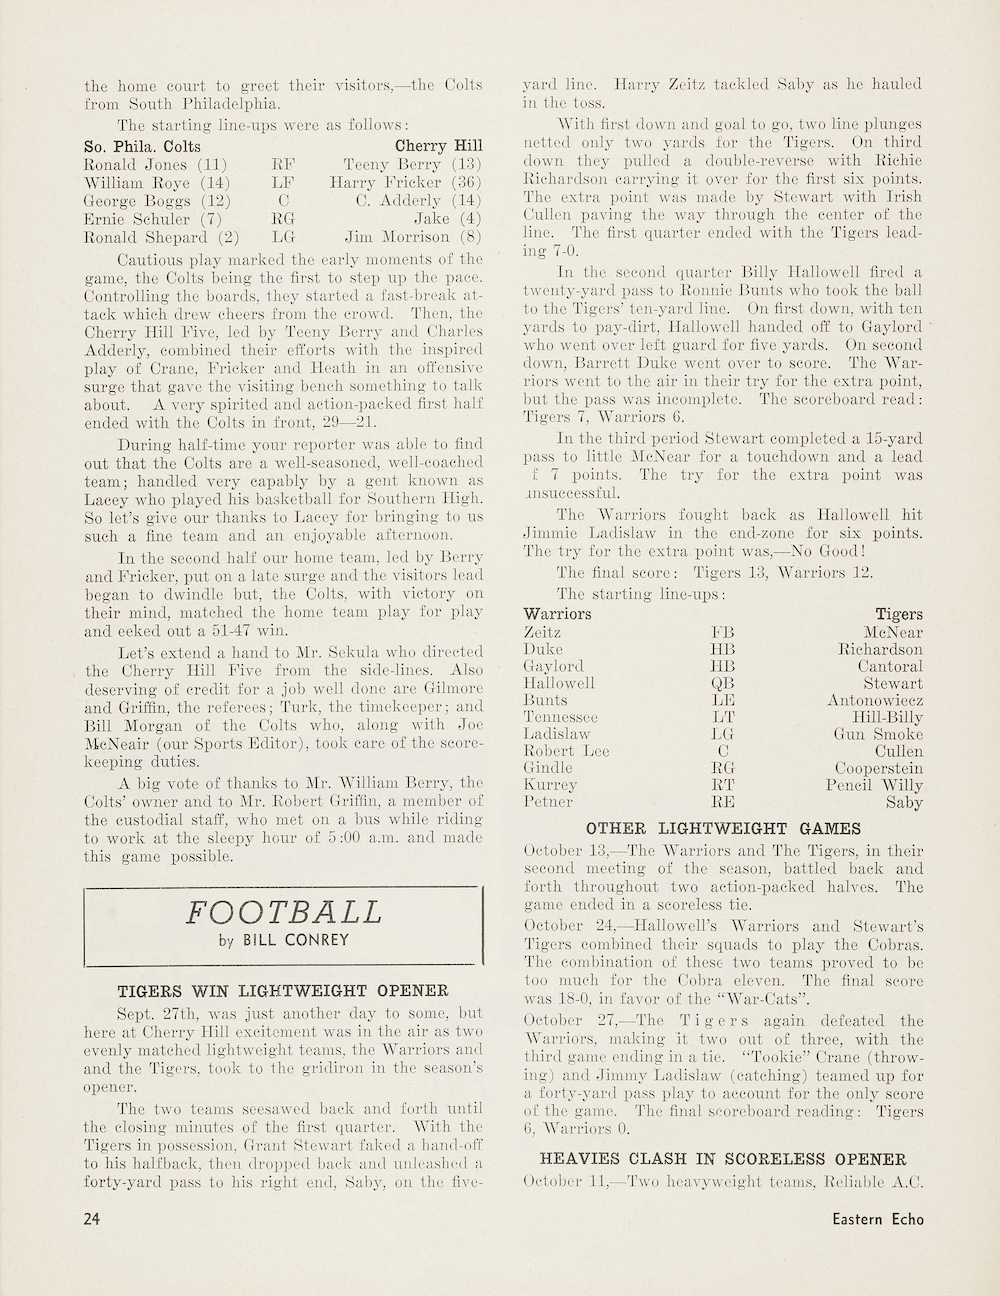 the home court to greet their visitors,—the Colts
from South Philadelphia.
The starting line-ups were as follows:
So. Phila. Colts Cherry Hill
Ronald Jones (11) RF Teeny Berry (13)
William Roye (14) LF Harry Fricker (36)
George Boggs (12) C C. Adderly (14)
Ernie Schuler (7) RG Jake (4)
Ronald Shepard (2) LG Jim Morrison (8)
Cautious play marked the early moments of the
game, the Colts being the first to step up the pace.
Controlling the boards, they started a fast-break at-
tack which drew cheers from the crowd. Then, the
Cherry Hill Five, led by Teeny Berry and Charles
Adderly, combined their efforts with the inspired
play of Crane, Fricker and Heath in an offensive
surge that gave the visiting bench something to talk
about. A very spirited and action-packed first half
ended with the Colts in front, 29—21.
During half-time your reporter was able to find
out that the Colts are a well-seasoned, well-coached
team; handled very capably by a gent known as
Lacey who played his basketball for Southern High.
So let's give our thanks to Lacey for bringing to us
such a fine team and an enjoyable afternoon.
In the second half our home team, led by Berry
and Fricker, put on a late surge and the visitors lead
began to dwindle but, the Colts, with victory on
their mind, matched the home team play for play
and eeked out a 51-47 win.
Let's extend a hand to Mr. Sekula who directed
the Cherry Hill Five from the side-lines. Also
deserving of credit for a job well done are Gilmore
and Griffin, the referees; Turk, the timekeeper; and
Bill Morgan of the Colts who, along with Joe
McNeair (our Sports Editor), took care of the score-
keeping duties.
A big vote of thanks to Mr. William Berry, the
Colts' owner and to Mr. Robert Griffin, a member of
the custodial staff, who met on a bus while riding
to work at the sleepy hour of 5:00 a.m. and made
this game possible.
FOOTBALL
by BILL CONREY
TIGERS WIN LIGHTWEIGHT OPENER
Sept. 27th, was just another day to some, but
here at Cherry Hill excitement was in the air as two
evenly matched lightweight teams, the Warriors and
and the Tigers, took to the gridiron in the season's
opener.
The two teams seesawed back and forth until
the closing minutes of the first quarter. With the
Tigers in possession, Grant Stewart faked a hand-off
to his halfback, then dropped back and unleashed a
forty-yard pass to his right end, Saby, on the five-
yard line. Harry Zeitz tackled Saby as he hauled
in the toss.
With first down and goal to go, two line plunges
netted only two yards for the Tigers. On third
down they pulled a double-reverse with Richie
Richardson carrying it over for the first six points.
The extra point was made by Stewart with Irish
Cullen paving the way through the center of the
line. The first quarter ended with the Tigers lead-
ing 7-0.
In the second quarter Billy Hallowell fired a
twenty-yard pass to Ronnie Bunts who took the ball
to the Tigers' ten-yard line. On first down, with ten
yards to pay-dirt, Hallowell handed off to Gaylord
who went over left guard for five yards. On second
down, Barrett Duke went over to score. The War-
riors went to the air in their try for the extra point,
but the pass was incomplete. The scoreboard read:
Tigers 7, Warriors 6.
In the third period Stewart completed a 15-yard
pass to little McNear for a touchdown and a lead
f 7 points. The try for the extra point was
unsuccessful.
The Warriors fought back as Hallowell hit
Jimmie Ladislaw in the end-zone for six points.
The try for the extra point was,—No Good!
The final score: Tigers 13, Warriors 12.
The starting line-ups:
Warriors Tigers
Zeitz FB McNear
Duke HB Richardson
Gaylord HB Cantoral
Hallowell QB Stewart
Bunts LE Antonowiecz
Tennessee LT Hill-Billy
Ladislaw LG Gun Smoke
Robert Lee C Cullen
Gindle RG Cooperstein
Kurrey RT Pencil Willy
Petner RE Saby
OTHER LIGHTWEIGHT GAMES
October 13,—The Warriors and The Tigers, in their
second meeting of the season, battled back and
forth throughout two action-packed halves. The
game ended in a scoreless tie.
October 24,—Hallowell's Warriors and Stewart's
Tigers combined their squads to play the Cobras.
The combination of these two teams proved to be
too much for the Cobra eleven. The final score
was 18-0, in favor of the "War-Cats".
October 27,—The Tigers again defeated the
Warriors, making it two out of three, with the
third game ending in a tie. "Tookie" Crane (throw-
ing) and Jimmy Ladislaw (catching) teamed up for
a forty-yard pass play to account for the only score
of the game. The final scoreboard reading: Tigers
6, Warriors 0.
HEAVIES CLASH IN SCORELESS OPENER
October 11,—Two heavyweight teams, Reliable A.C.
24 Eastern Echo